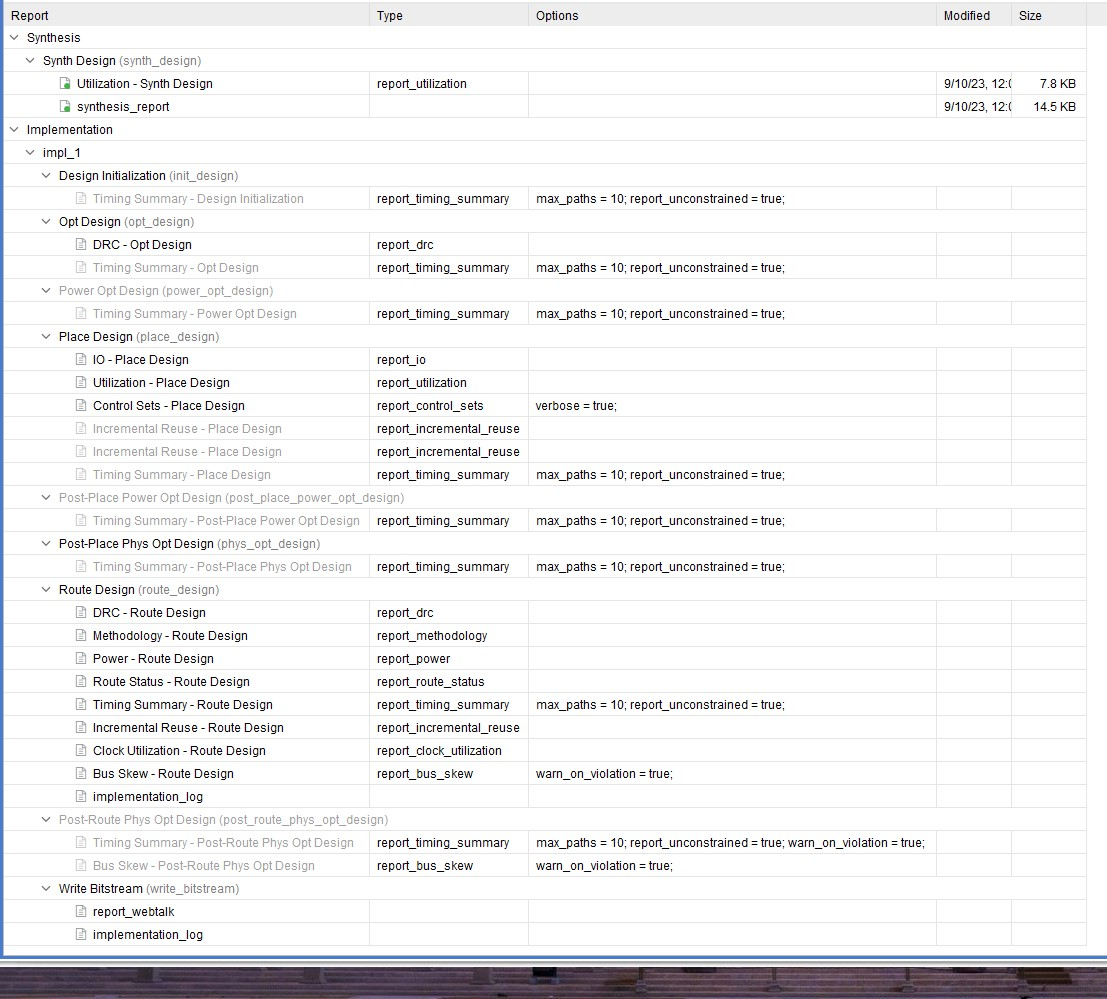 Report Type Options Modified Size
Synthesis
Synth Design (synth_design)
Utilization - Synth Design report_utilization 9/10/23, 12:0 7.8 KB
synthesis_report 9/10/23, 12:0 14.5 KB
Implementation
impl_1
Design Initialization (init_design)
Timing Summary - Design Initialization report_timing_summary max_paths = 10; report_unconstrained = true;
Opt Design (opt_design)
DRC - Opt Design report_drc
Timing Summary - Opt Design report_timing_summary max_paths = 10; report_unconstrained = true;
Power Opt Design (power_opt_design)
Timing Summary - Power Opt Design report_timing_summary max_paths = 10; report_unconstrained = true;
Place Design (place_design)
IO - Place Design report_io
Utilization - Place Design report_utilization
Control Sets - Place Design report_control_sets verbose = true;
Incremental Reuse - Place Design report_incremental_reuse
Incremental Reuse - Place Design report_incremental_reuse
Timing Summary - Place Design report_timing_summary max_paths = 10; report_unconstrained = true;
Post-Place Power Opt Design (post_place_power_opt_design)
Timing Summary - Post-Place Power Opt Design report_timing_summary max_paths = 10; report_unconstrained = true;
Post-Place Phys Opt Design (phys_opt_design)
Timing Summary - Post-Place Phys Opt Design report_timing_summary max_paths = 10; report_unconstrained = true;
Route Design (route_design)
DRC - Route Design report_drc
Methodology - Route Design report_methodology
Power - Route Design report_power
Route Status - Route Design report_route_status
Timing Summary - Route Design report_timing_summary max_paths = 10; report_unconstrained = true;
Incremental Reuse - Route Design report_incremental_reuse
Clock Utilization - Route Design report_clock_utilization
Bus Skew - Route Design report_bus_skew warn_on_violation = true;
implementation_log
Post-Route Phys Opt Design (post_route_phys_opt_design)
Timing Summary - Post-Route Phys Opt Design report_timing_summary max_paths = 10; report_unconstrained = true; warn_on_violation = true;
Bus Skew - Post-Route Phys Opt Design report_bus_skew warn_on_violation = true;
Write Bitstream (write_bitstream)
report_webtalk
implementation_log